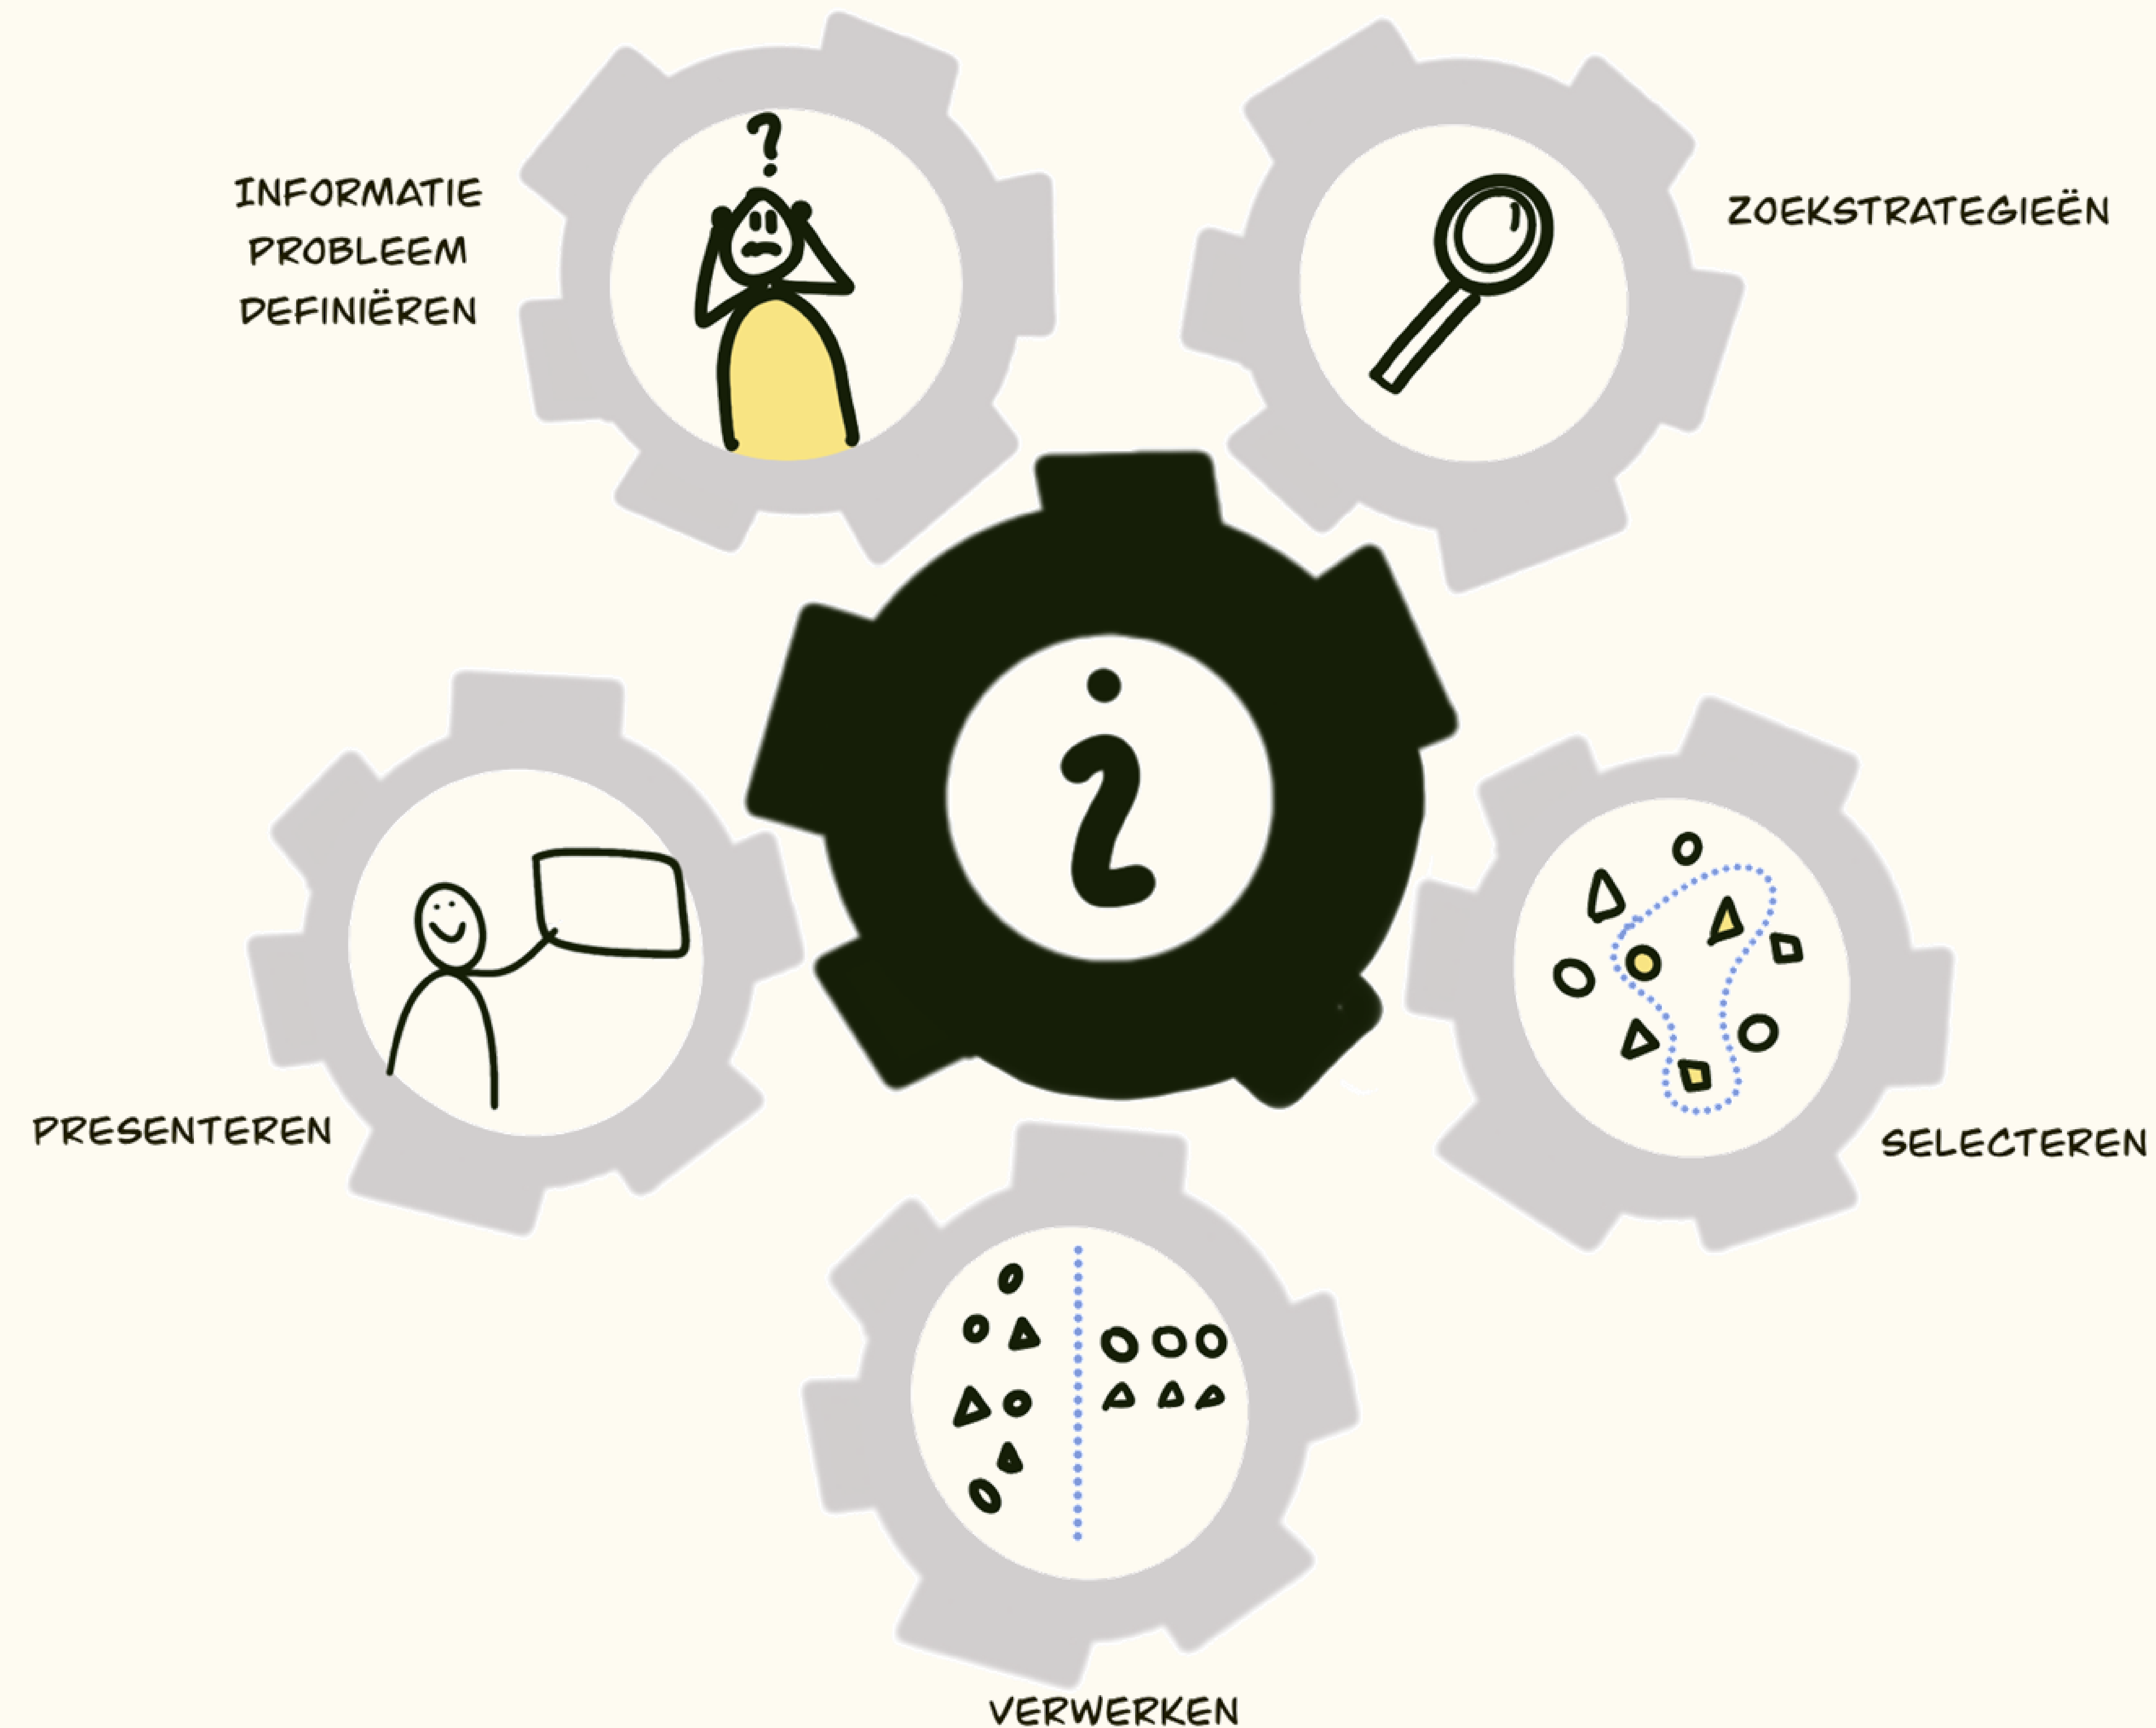 INFORMATIE
PROBLEEM
DEFINIËREN
?
ZOEKSTRATEGIEËN
i
PRESENTEREN
SELECTEREN
VERWERKEN